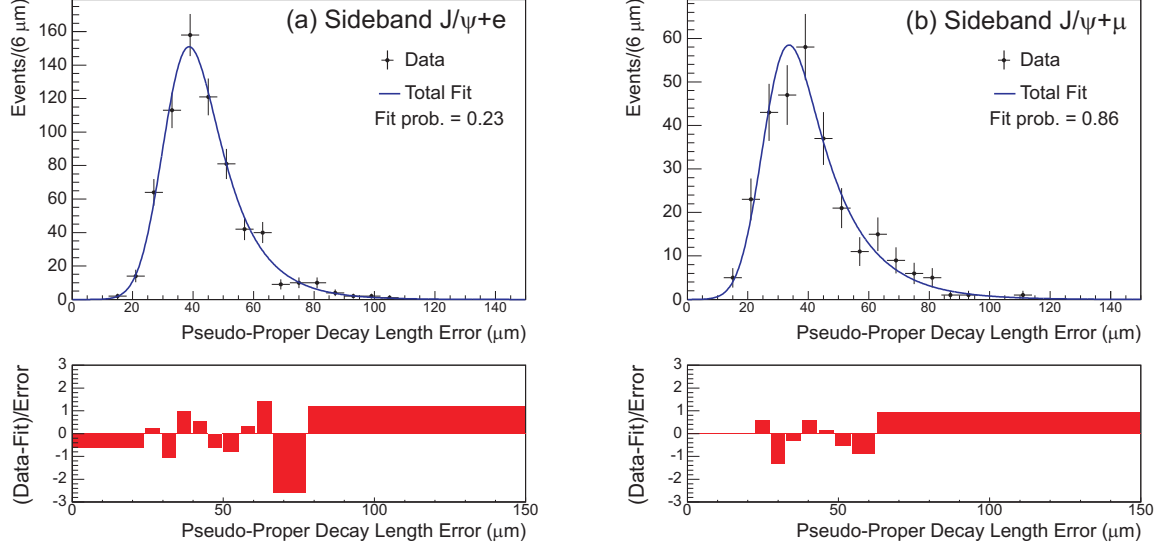 (a) Sideband J/ψ+e
Events/(6 μm)
160
140
120
100
80
60
40
20
0
Data
Total Fit
Fit prob. = 0.23
0 20 40 60 80 100 120 140
Pseudo-Proper Decay Length Error (μm)
(Data-Fit)/Error
3
2
1
0
-1
-2
-3
0 50 100 150
Pseudo-Proper Decay Length Error (μm)
(b) Sideband J/ψ+μ
Events/(6 μm)
60
50
40
30
20
10
0
Data
Total Fit
Fit prob. = 0.86
0 20 40 60 80 100 120 140
Pseudo-Proper Decay Length Error (μm)
(Data-Fit)/Error
3
2
1
0
-1
-2
-3
0 50 100 150
Pseudo-Proper Decay Length Error (μm)